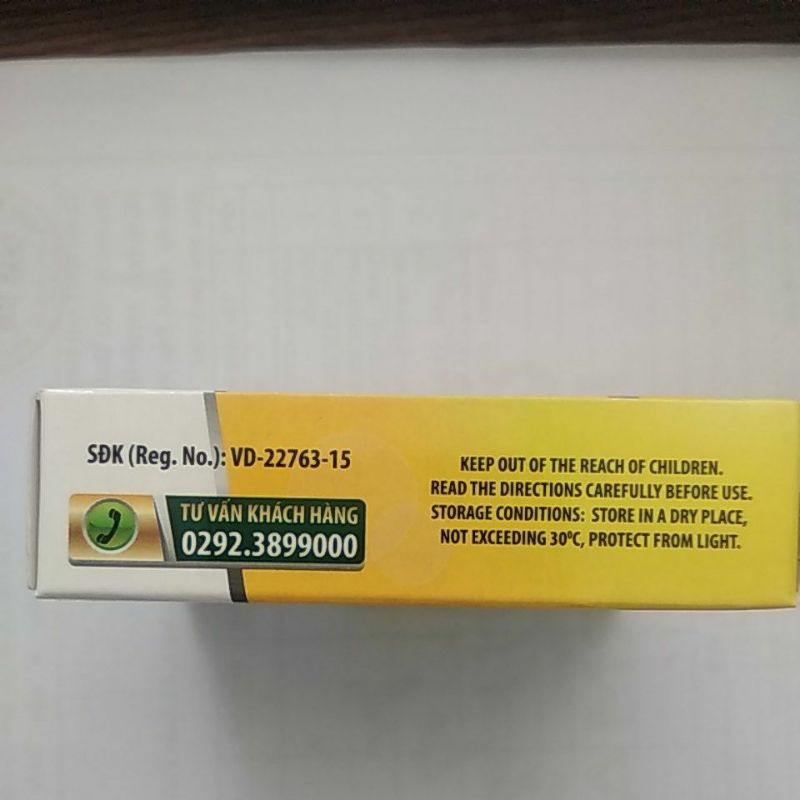 SĐK (Reg. No.): VD-22763-15
TƯ VẤN KHÁCH HÀNG
0292.3899000
KEEP OUT OF THE REACH OF CHILDREN.
READ THE DIRECTIONS CAREFULLY BEFORE USE.
STORAGE CONDITIONS: STORE IN A DRY PLACE,
NOT EXCEEDING 30⁰C, PROTECT FROM LIGHT.